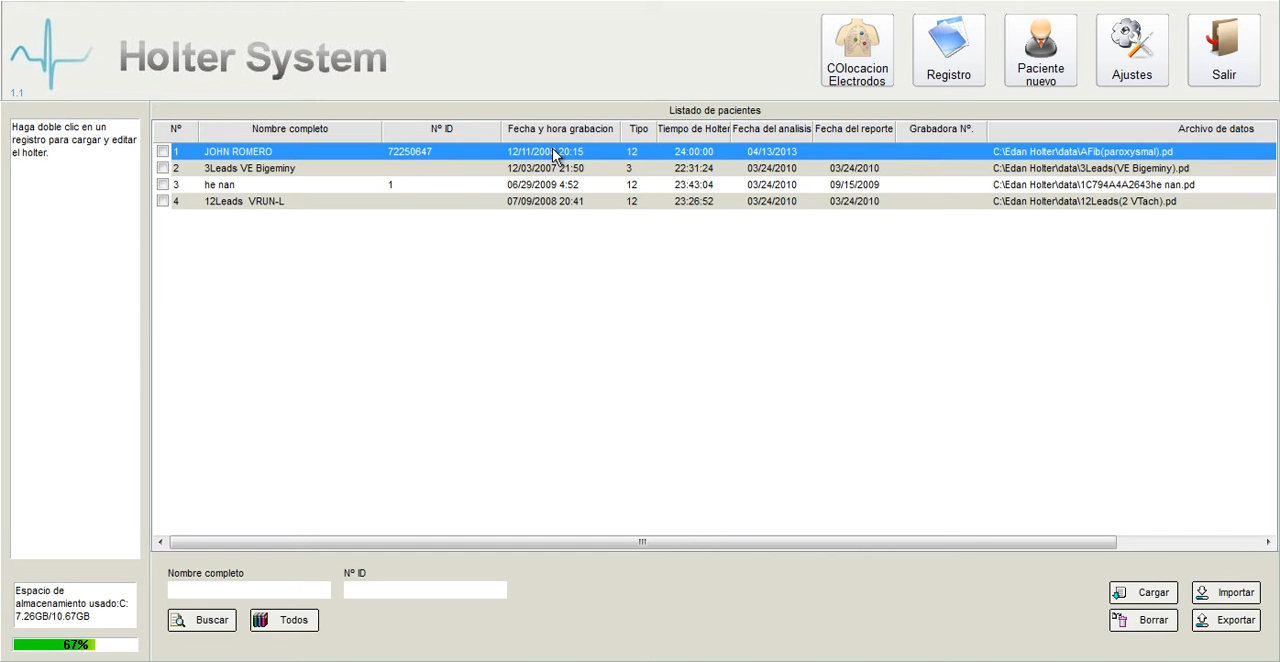 Holter System
1.1
COlocacion
Electrodos
Registro
Paciente
nuevo
Ajustes
Salir
Haga doble clic en un
registro para cargar y editar
el holter.
Listado de pacientes
Nº Nombre completo Nº ID Fecha y hora grabacion Tipo Tiempo de Holter Fecha del analisis Fecha del reporte Grabadora Nº. Archivo de datos
1 JOHN ROMERO 72250647 20:15 12 24:00:00 04/13/2013 C:\Edan Holter\data\AFib(paroxysmal).pd
2 3Leads VE Bigeminy 12/03/2007 21:50 3 22:31:24 03/24/2010 03/24/2010 C:\Edan Holter\data\3Leads(VE Bigeminy).pd
3 he nan 1 06/29/2009 4:52 12 23:43:04 03/24/2010 09/15/2009 C:\Edan Holter\data\1C794A4A2643he nan.pd
4 12Leads VRUN-L 07/09/2008 20:41 12 23:26:52 03/24/2010 03/24/2010 C:\Edan Holter\data\12Leads(2 VTach).pd
Nombre completo Nº ID
Buscar Todos
Cargar Importar
Borrar Exportar
Espacio de
almacenamiento usado:C:
7.26GB/10.67GB
67%